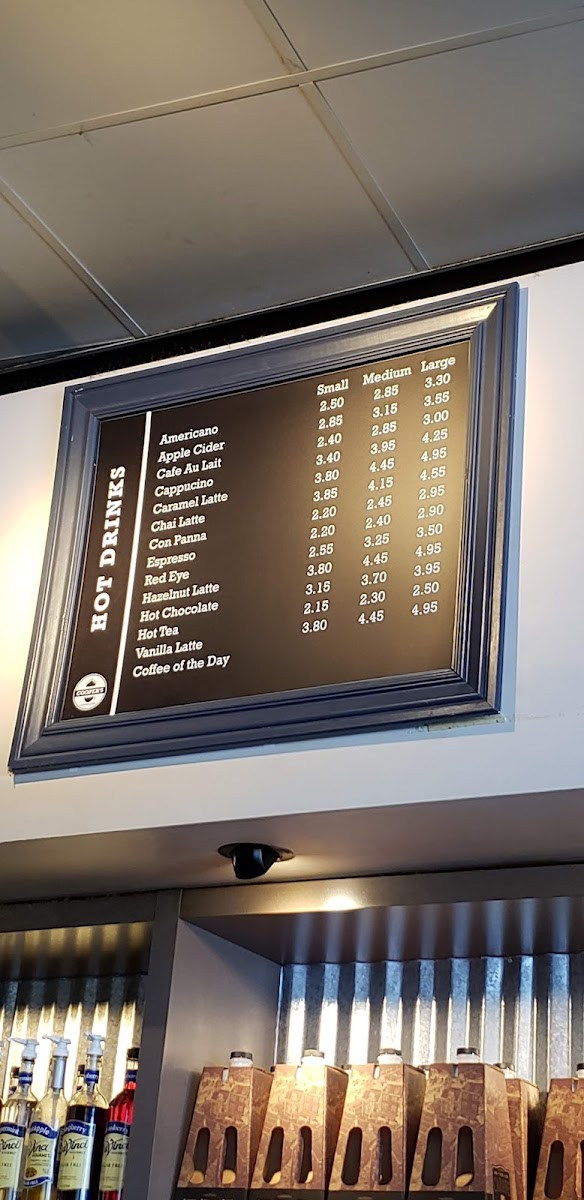 HOT DRINKS
Small Medium Large
Americano 2.50 2.85 3.30
Apple Cider 2.85 3.15 3.55
Cafe Au Lait 2.40 2.85 3.00
Cappucino 3.40 3.95 4.25
Caramel Latte 3.80 4.45 4.95
Chai Latte 3.85 4.15 4.55
Con Panna 2.20 2.45 2.95
Espresso 2.20 2.40 2.90
Red Eye 2.55 3.25 3.50
Hazelnut Latte 3.80 4.45 4.95
Hot Chocolate 3.15 3.70 3.95
Hot Tea 2.15 2.30 2.50
Vanilla Latte 3.80 4.45 4.95
Coffee of the Day
COOPER'S